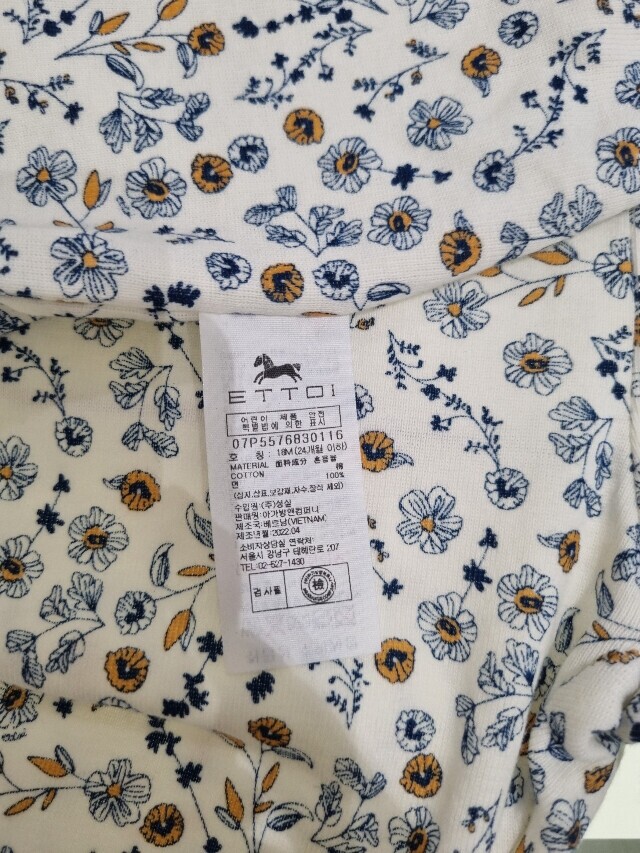 ETTOI
어린이 제품 안전
특별법에 의한 표시
07P5576830116
호 칭 : 18M(24개월 이하)
MATERIAL 面料成分 혼용율
COTTON 棉
면 100%
(심지,상표,보강재,자수,장식 제외)
수입원:(주)성실
판매원:아가방앤컴퍼니
제조국:베트남(VIETNAM)
제조년월:2022.04
소비자상담실 연락처
서울시 강남구 테헤란로 207
TEL:02-527-1430
검사필